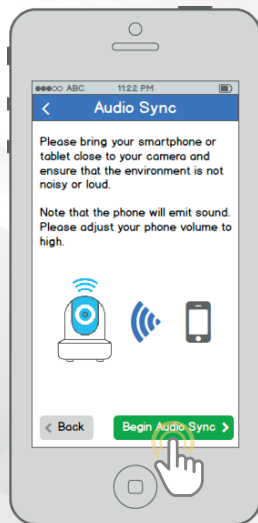 ABC 11:22 PM
< Audio Sync
Please bring your smartphone or
tablet close to your camera and
ensure that the environment is not
noisy or loud.
Note that the phone will emit sound.
Please adjust your phone volume to
high.
< Back Begin Audio Sync >